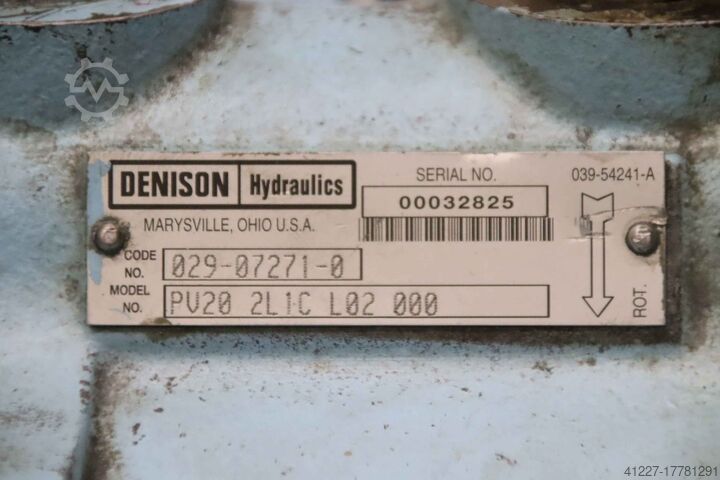 DENISON Hydraulics
MARYSVILLE, OHIO U.S.A.
SERIAL NO.
00032825
039-54241-A
CODE NO. 029-07271-0
MODEL NO. PV20 2L1C L02 000
ROT.
41227-17781291